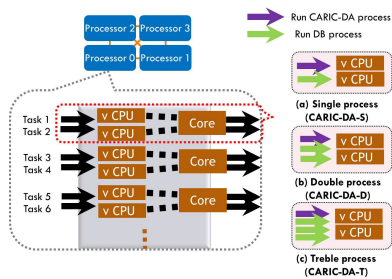 Processor 2
Processor 3
Processor 0
Processor 1
Task 1
Task 2
v CPU
v CPU
Core
Task 3
Task 4
v CPU
v CPU
Core
Task 5
Task 6
v CPU
v CPU
Core
Run CARIC-DA process
Run DB process
v CPU
v CPU
(a) Single process
(CARIC-DA-S)
v CPU
v CPU
(b) Double process
(CARIC-DA-D)
v CPU
v CPU
(c) Treble process
(CARIC-DA-T)